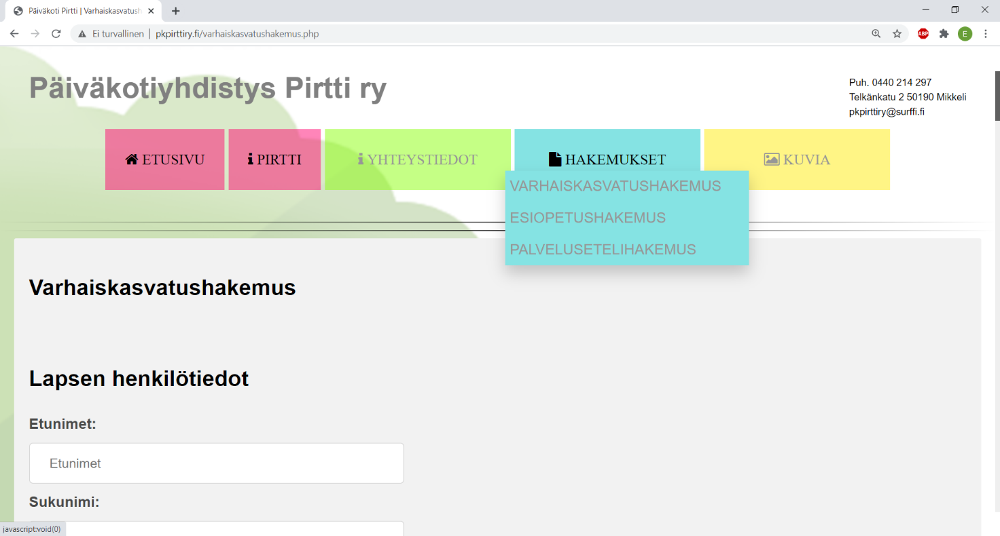 Päiväkoti Pirtti | Varhaiskasvatush
Ei turvallinen | pkpirttiry.fi/varhaiskasvatushakemus.php
ABP
E
Päiväkotiyhdistys Pirtti ry
Puh. 0440 214 297
Telkänkatu 2 50190 Mikkeli
pkpirttiry@surffi.fi
ETUSIVU PIRTTI YHTEYSTIEDOT HAKEMUKSET KUVIA
VARHAISKASVATUSHAKEMUS
ESIOPETUSHAKEMUS
PALVELUSETELIHAKEMUS
Varhaiskasvatushakemus
Lapsen henkilötiedot
Etunimet:
Etunimet
Sukunimi:
javascript:void(0)